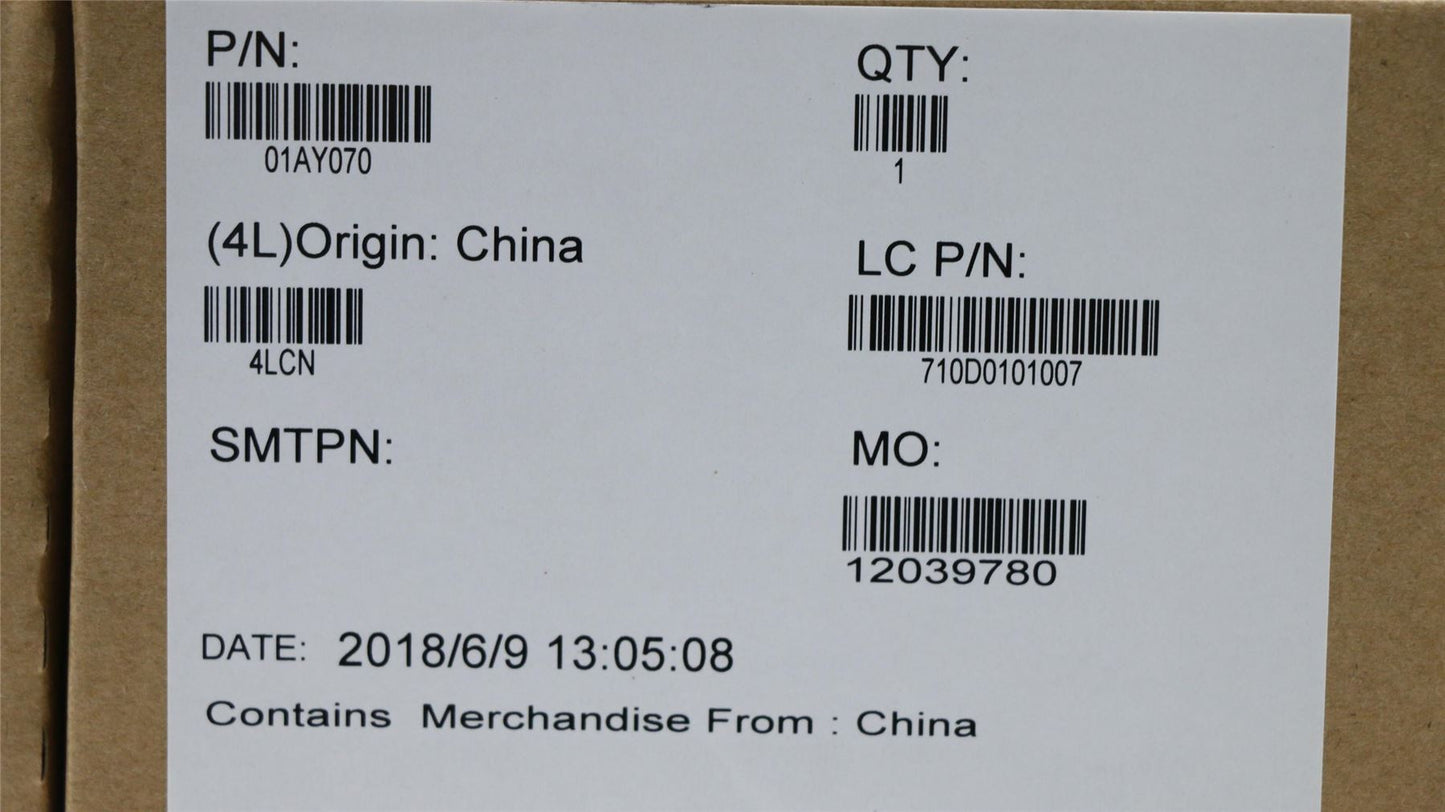 P/N:
01AY070
QTY:
1
(4L)Origin: China
4LCN
LC P/N:
710D0101007
SMTPN:
MO:
12039780
DATE: 2018/6/9 13:05:08
Contains Merchandise From : China